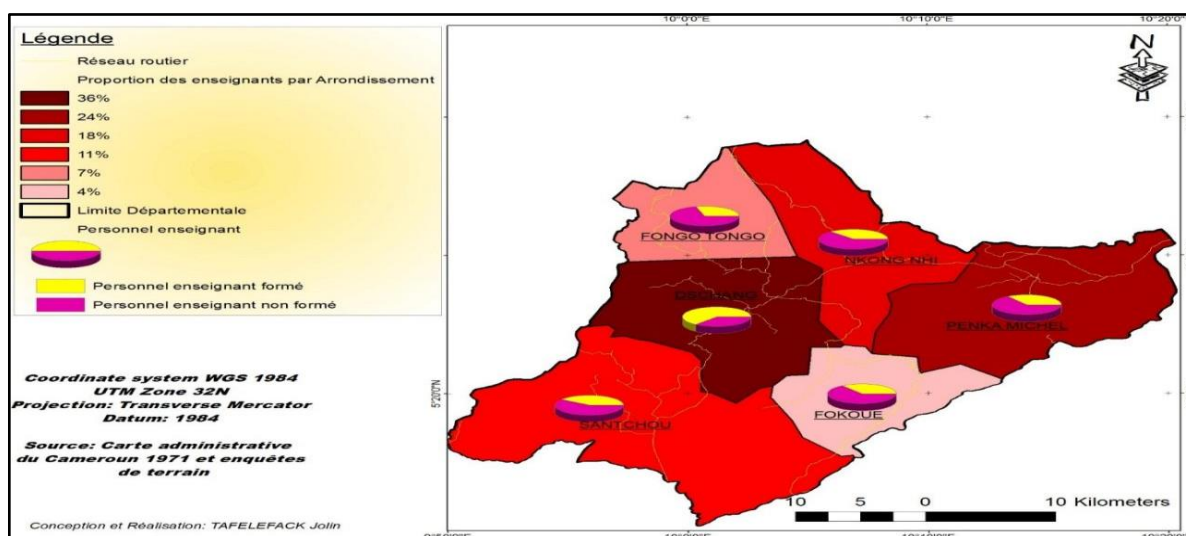 Légende
Réseau routier
Proportion des enseignants par Arrondissement
36%
24%
18%
11%
7%
4%
Limite Départementale
Personnel enseignant
Personnel enseignant formé
Personnel enseignant non formé
Coordinate system WGS 1984
UTM Zone 32N
Projection: Transverse Mercator
Datum: 1984
Source: Carte administrative
du Cameroun 1971 et enquêtes
de terrain
Conception et Réalisation: TAFELEFACK Jolin
10°0'0"E
10°10'0"E
10°20'0"E
N
5°20'0"N
FONGO TONGO
NKONG NHI
DSCHANG
PENKA MICHEL
SANTCHOU
FOKOUE
10 5 0 10 Kilometers